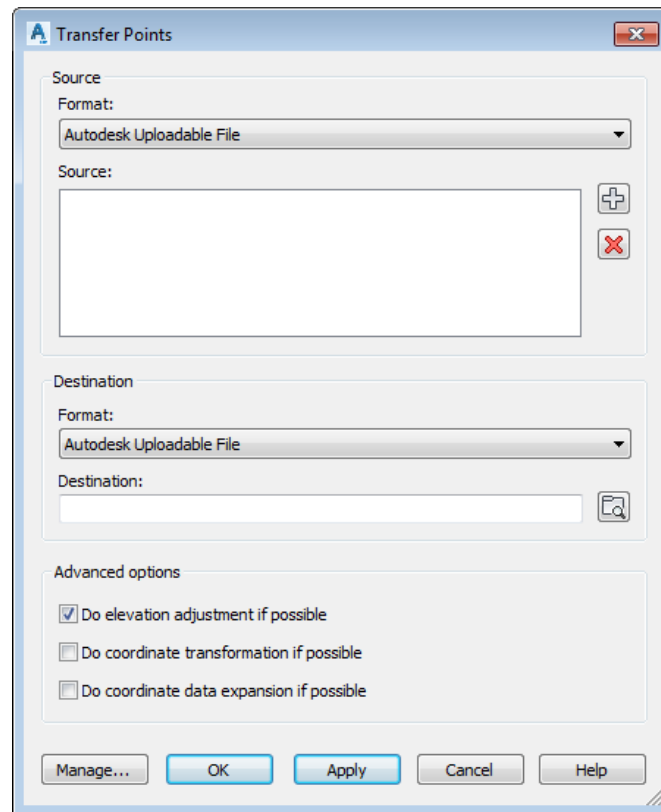 Transfer Points
Source
Format:
Autodesk Uploadable File
Source:
Destination
Format:
Autodesk Uploadable File
Destination:
Advanced options
Do elevation adjustment if possible
Do coordinate transformation if possible
Do coordinate data expansion if possible
Manage... OK Apply Cancel Help